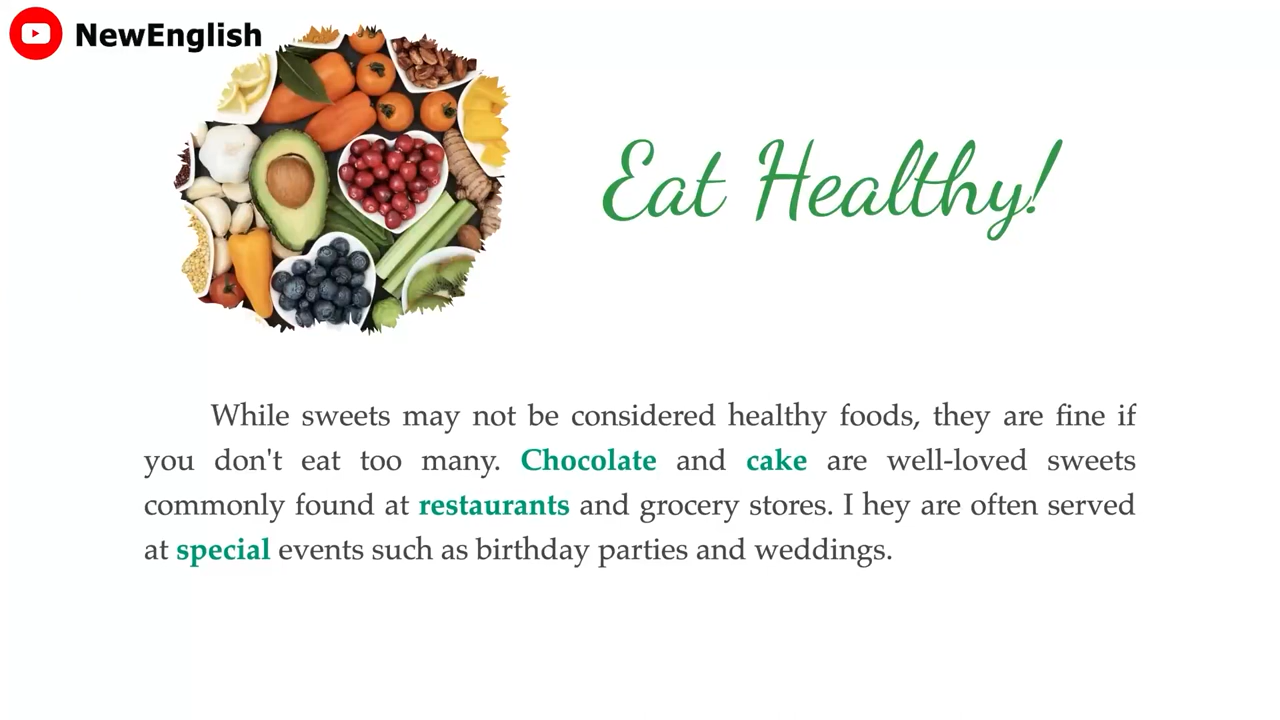 NewEnglish
Eat Healthy!
While sweets may not be considered healthy foods, they are fine if
you don't eat too many. Chocolate and cake are well-loved sweets
commonly found at restaurants and grocery stores. I hey are often served
at special events such as birthday parties and weddings.